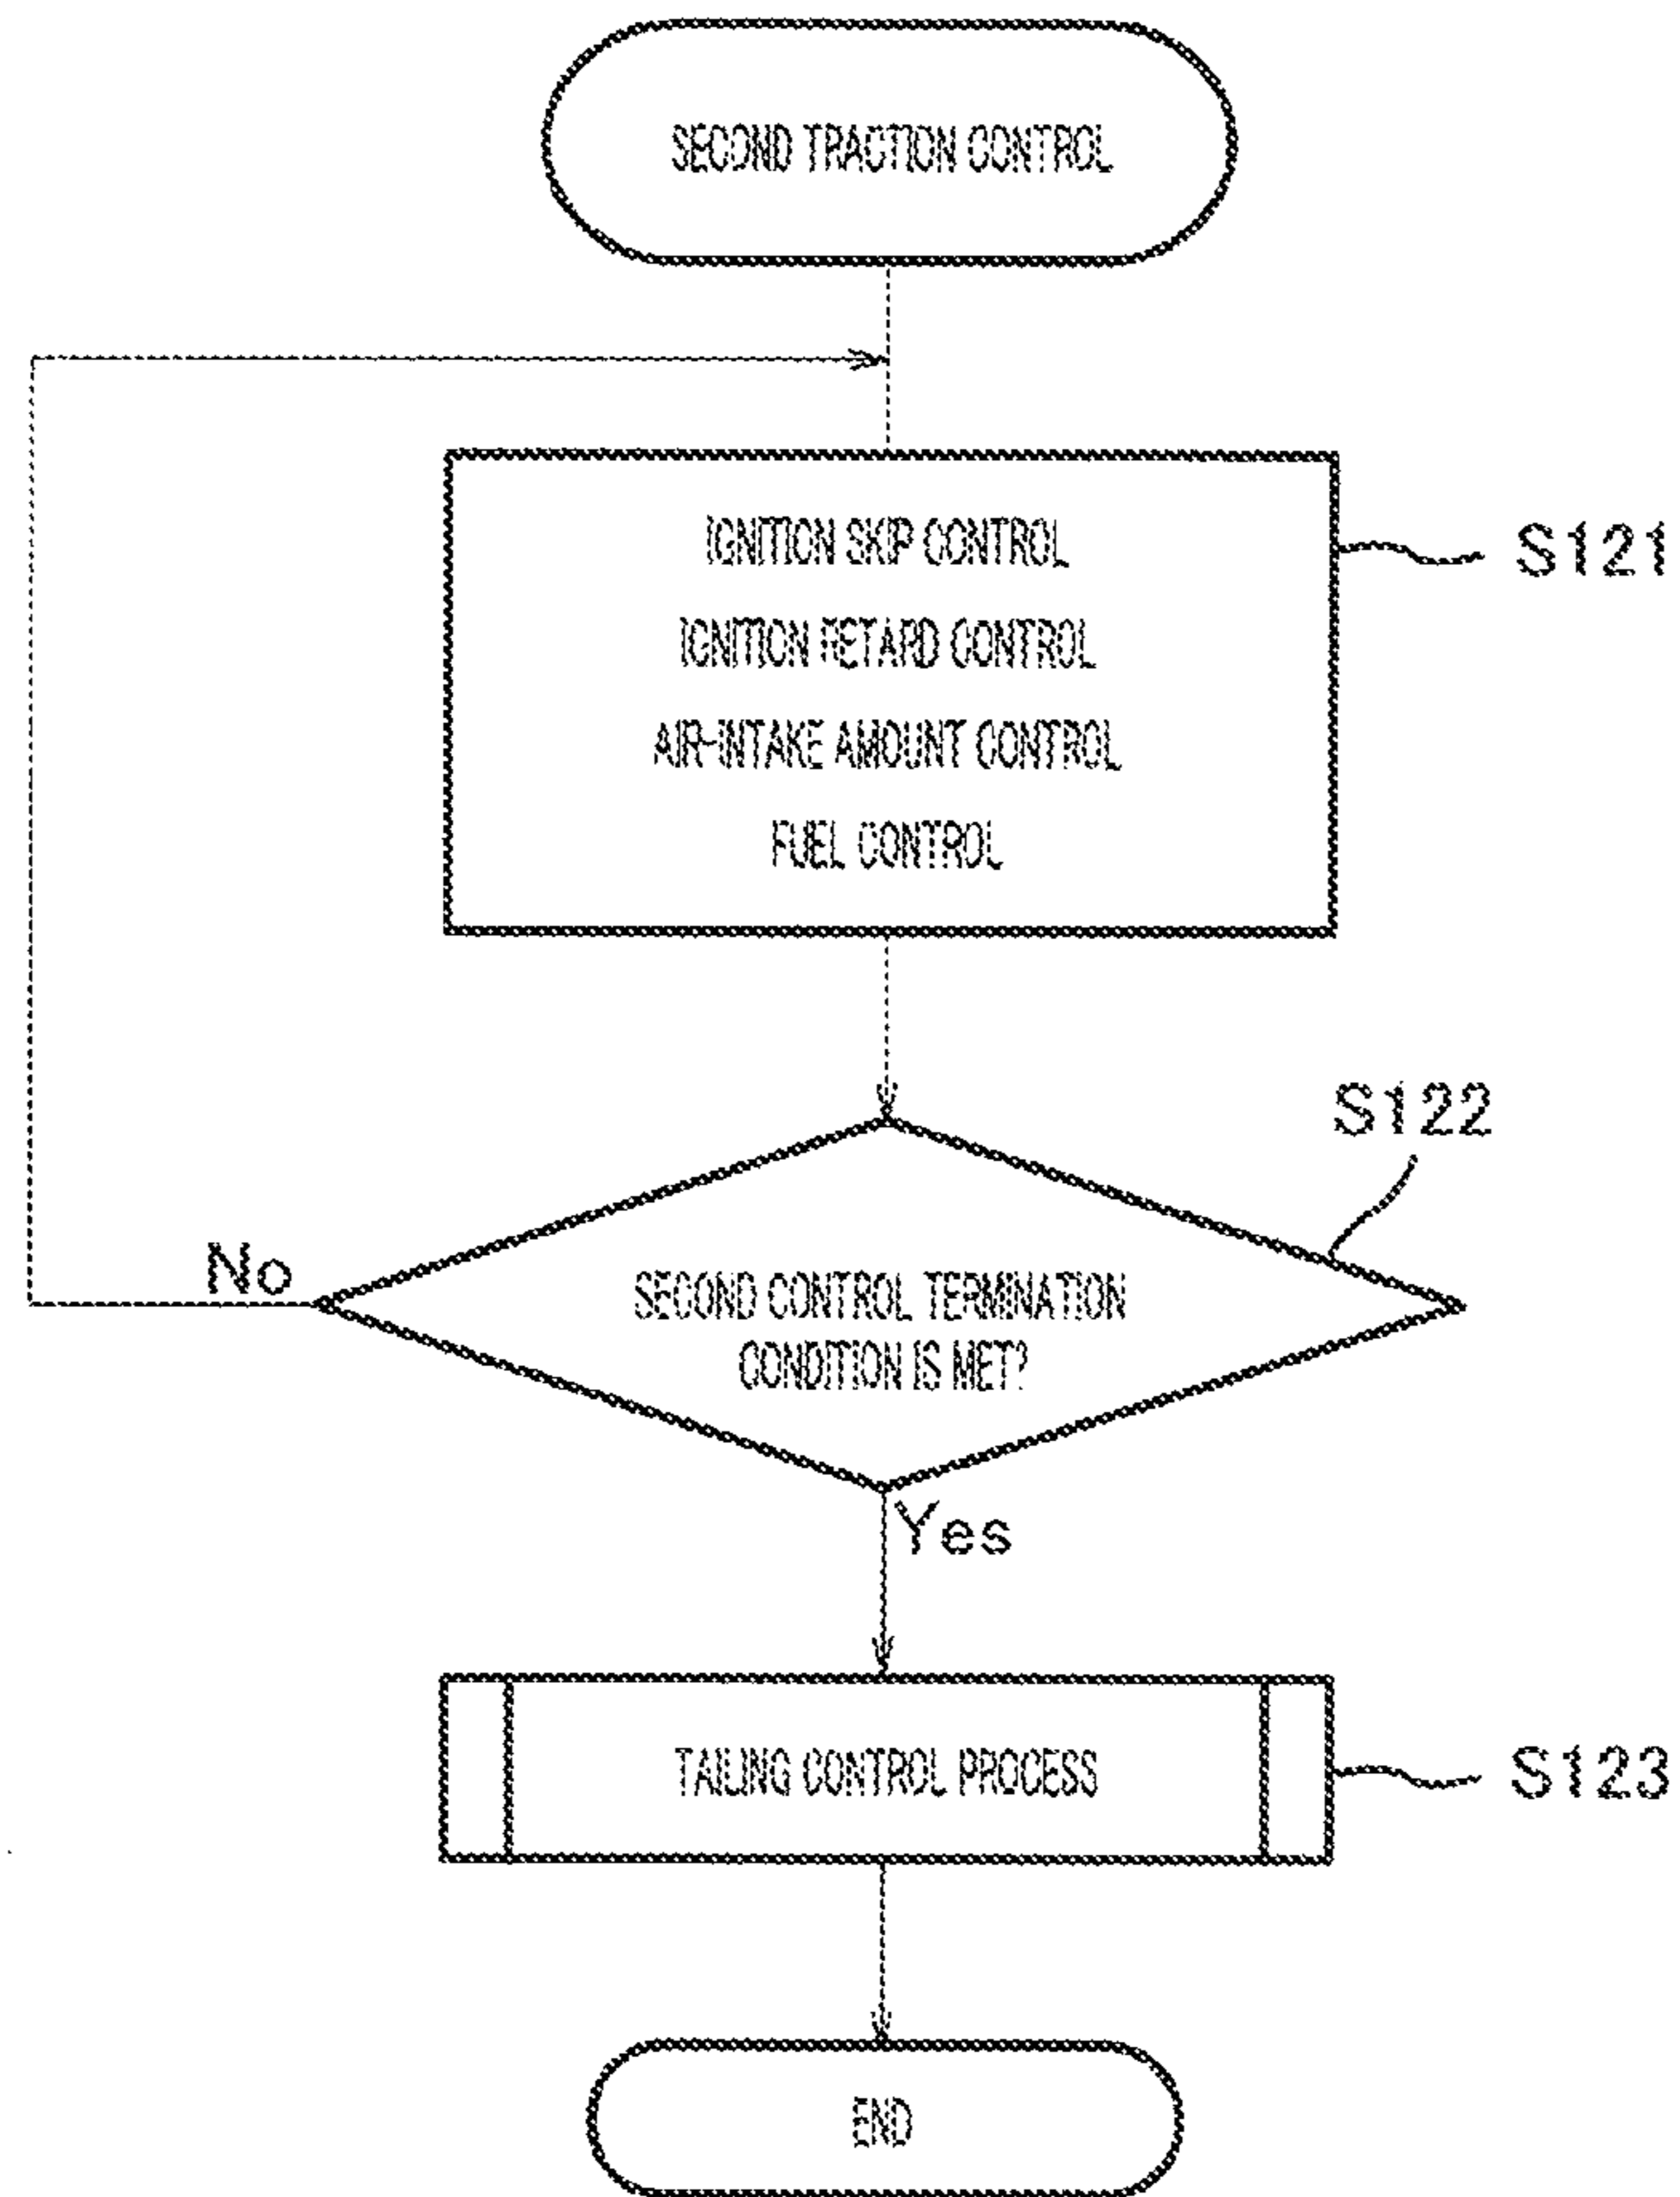 SECOND TRACTION CONTROL
IGNITION SKIP CONTROL
S121
IGNITION RETARD CONTROL
AIR-INTAKE AMOUNT CONTROL
FUEL CONTROL
S122
No
SECOND CONTROL TERMINATION
CONDITION IS MET?
Yes
TAILING CONTROL PROCESS
S123
END